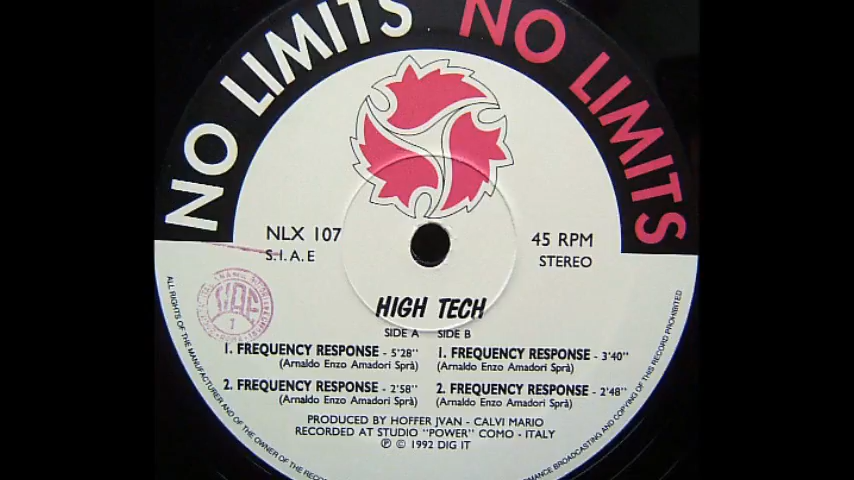 NO LIMITS NO LIMITS
NLX 107
S.I.A.E
45 RPM
STEREO
HIGH TECH
SIDE A SIDE B
1. FREQUENCY RESPONSE - 5'28"
(Arnaldo Enzo Amadori Sprà)
2. FREQUENCY RESPONSE - 2'58"
(Arnaldo Enzo Amadori Sprà)
1. FREQUENCY RESPONSE - 3'40"
(Arnaldo Enzo Amadori Sprà)
2. FREQUENCY RESPONSE - 2'48"
(Arnaldo Enzo Amadori Sprà)
PRODUCED BY HOFFER JVAN - CALVI MARIO
RECORDED AT STUDIO "POWER" COMO - ITALY
℗ © 1992 DIG IT
ALL RIGHTS OF THE MANUFACTURER AND OF THE OWNER OF THE
MANCE BROADCASTING AND COPYING OF THIS RECORD PROHIBITED